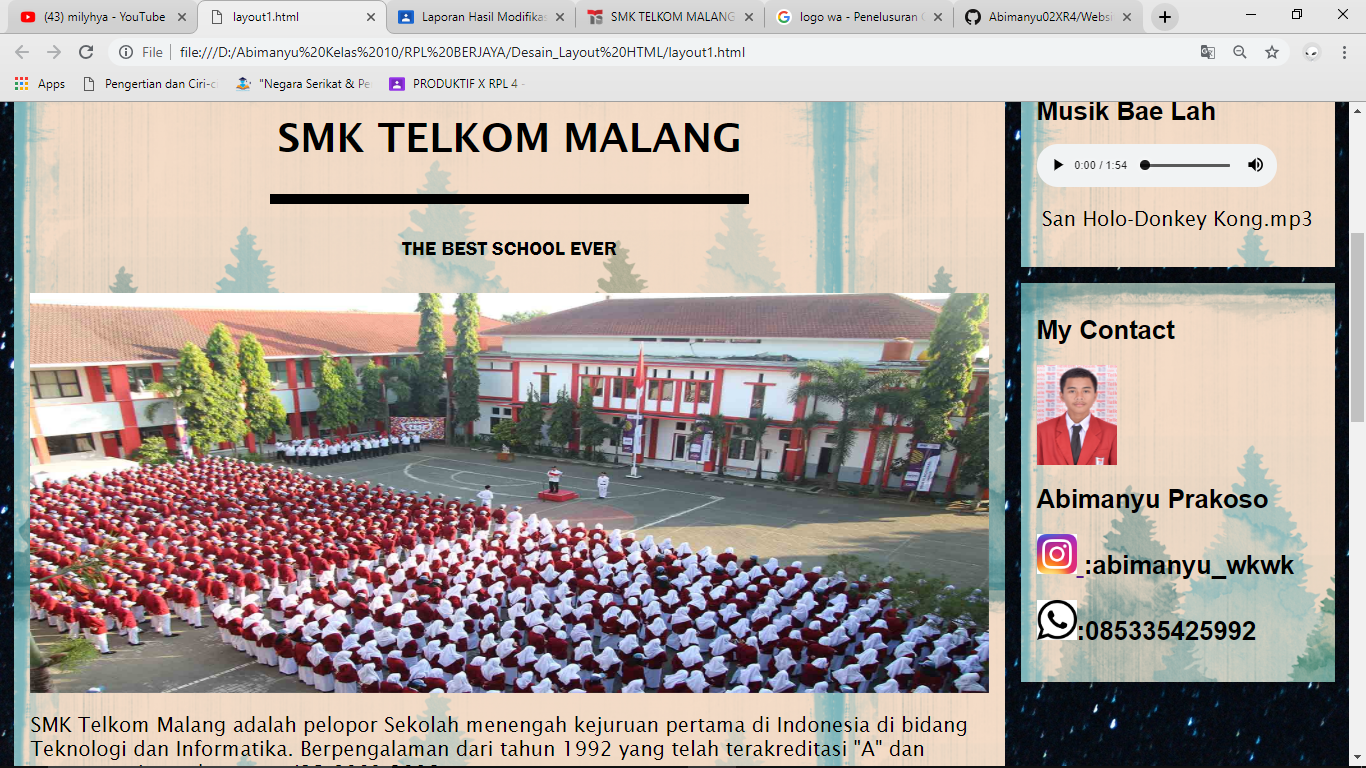 (43) milyhya - YouTube
layout1.html
Laporan Hasil Modifikas
SMK TELKOM MALANG
logo wa - Penelusuran G
Abimanyu02XR4/Websi
File
file:///D:/Abimanyu%20Kelas%2010/RPL%20BERJAYA/Desain_Layout%20HTML/layout1.html
Apps
Pengertian dan Ciri-c
"Negara Serikat & Pe
PRODUKTIF X RPL 4 -
SMK TELKOM MALANG
THE BEST SCHOOL EVER
SMK Telkom Malang adalah pelopor Sekolah menengah kejuruan pertama di Indonesia di bidang
Teknologi dan Informatika. Berpengalaman dari tahun 1992 yang telah terakreditasi "A" dan
Musik Bae Lah
0:00 / 1:54
San Holo-Donkey Kong.mp3
My Contact
Abimanyu Prakoso
:abimanyu_wkwk
:085335425992